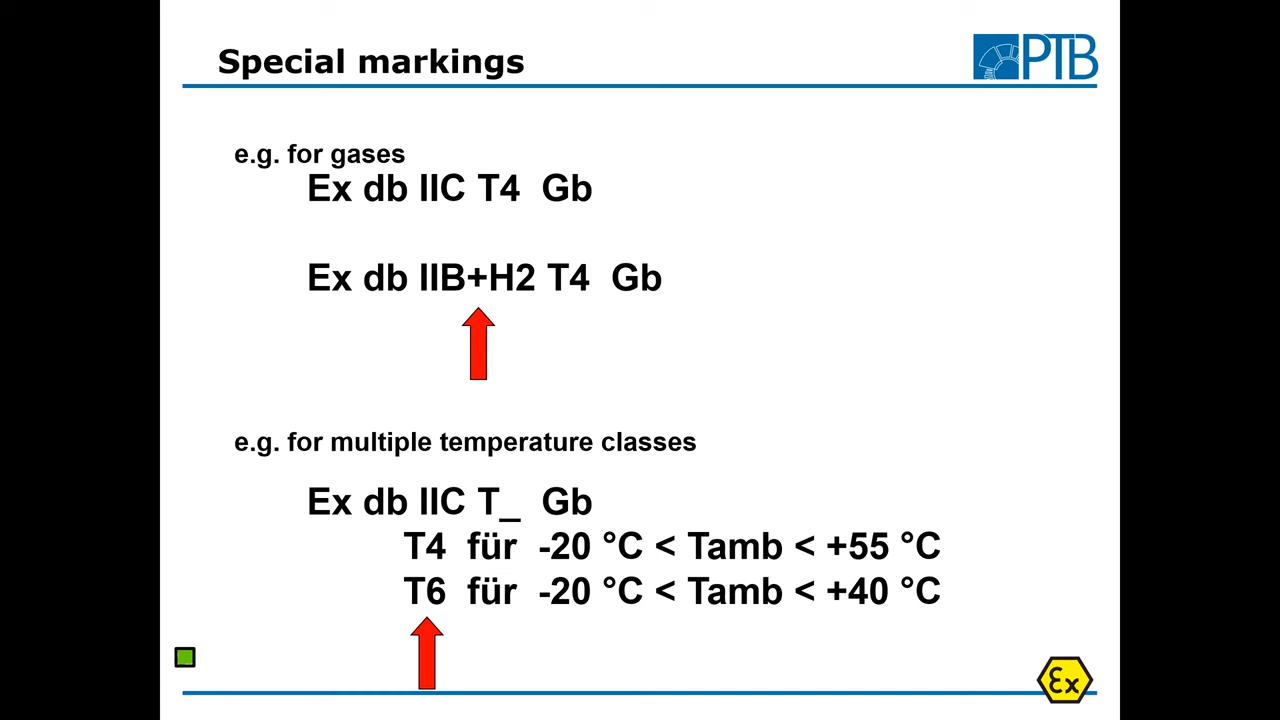 Special markings
PTB
e.g. for gases
Ex db IIC T4 Gb
Ex db IIB+H2 T4 Gb
e.g. for multiple temperature classes
Ex db IIC T_ Gb
T4 für -20 °C < Tamb < +55 °C
T6 für -20 °C < Tamb < +40 °C
Ex